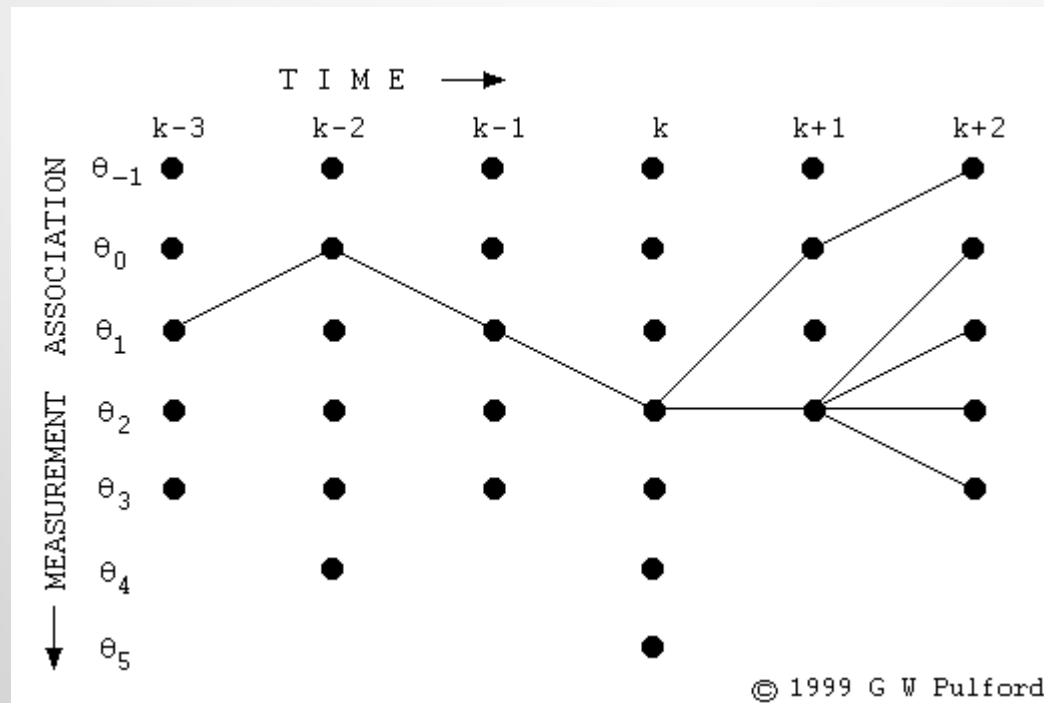 T I M E
k-3 k-2 k-1 k k+1 k+2
MEASUREMENT ASSOCIATION
θ₋₁
θ₀
θ₁
θ₂
θ₃
θ₄
θ₅
© 1999 G W Pulford